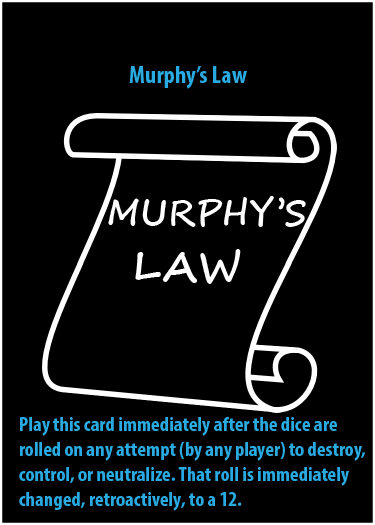 Murphy’s Law
MURPHY’S
LAW
Play this card immediately after the dice are
rolled on any attempt (by any player) to destroy,
control, or neutralize. That roll is immediately
changed, retroactively, to a 12.